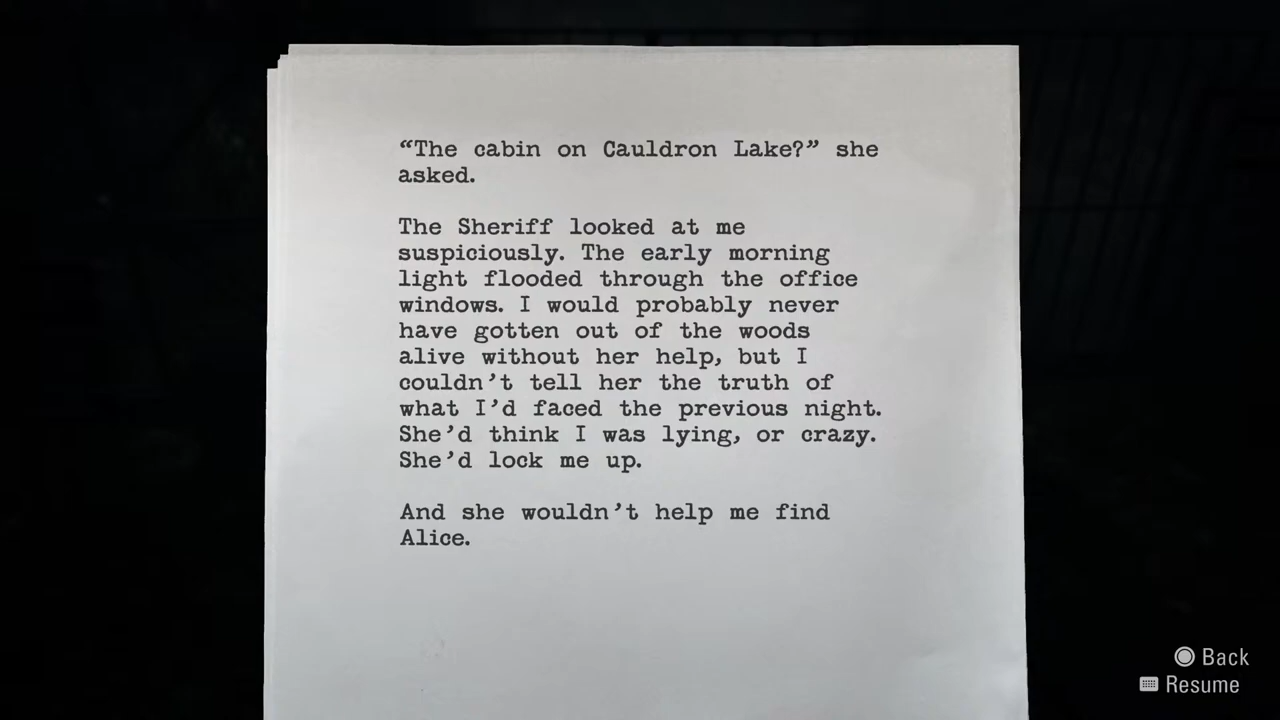 “The cabin on Cauldron Lake?” she
asked.
The Sheriff looked at me
suspiciously. The early morning
light flooded through the office
windows. I would probably never
have gotten out of the woods
alive without her help, but I
couldn’t tell her the truth of
what I’d faced the previous night.
She’d think I was lying, or crazy.
She’d lock me up.
And she wouldn’t help me find
Alice.
Back
Resume